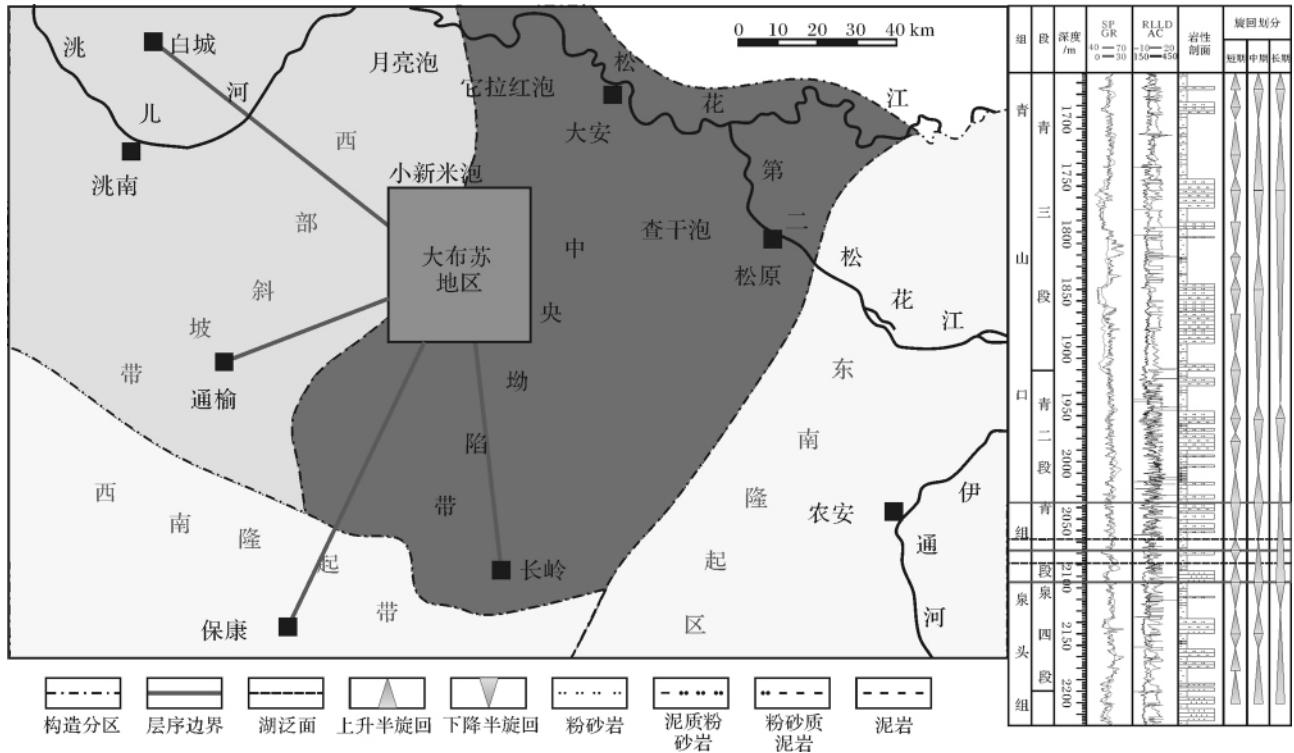 洮
儿
河
白城
洮南
月亮泡
它拉红泡
大安
松
花
江
0 10 20 30 40 km
小新米泡
大布苏
地区
查干泡
松原
第
二
松
花
江
西
部
斜
坡
带
通榆
中
央
坳
陷
带
长岭
西
南
隆
起
带
保康
东
南
隆
起
区
农安
伊
通
河
构造分区
层序边界
湖泛面
上升半旋回
下降半旋回
粉砂岩
泥质粉
砂岩
粉砂质
泥岩
泥岩
组
段
深度
/m
SP
GR
40 70
0 30
RLLD
AC
-10 20
150 450
岩性
剖面
旋回划分
短期
中期
长期
青
山
口
组
青
三
段
青
二
段
青
一
段
泉
头
组
泉
四
段
1700
1750
1800
1850
1900
1950
2000
2050
2100
2150
2200